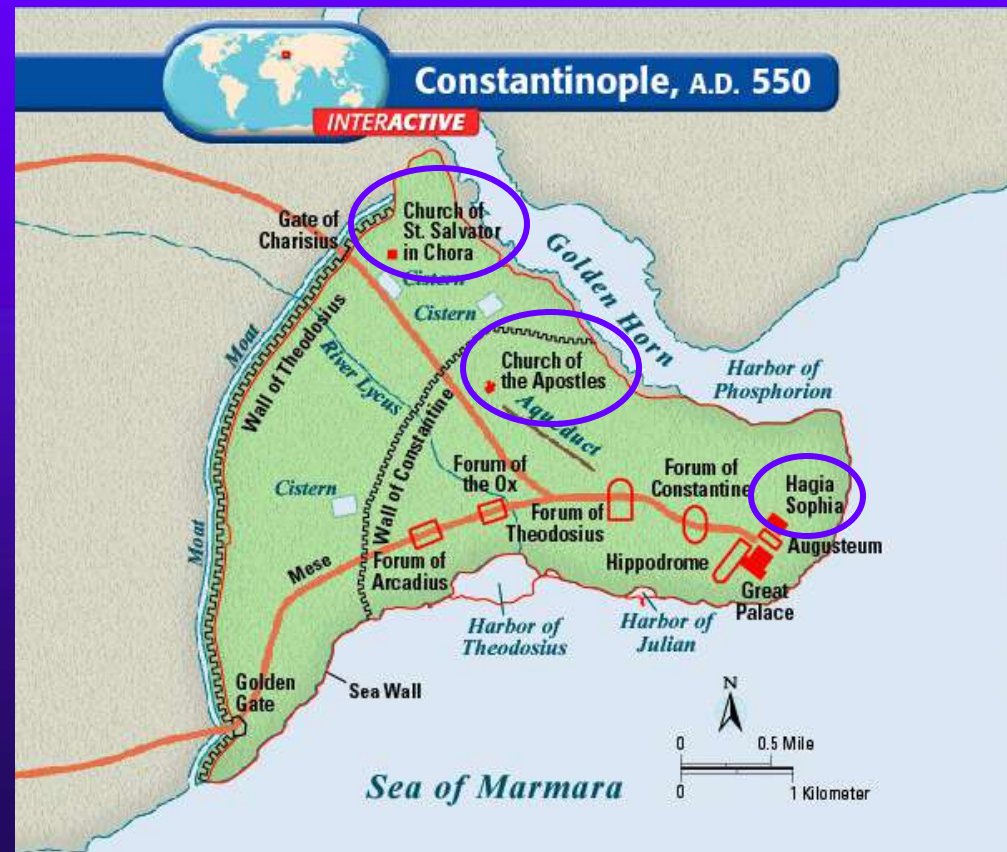 Constantinople, A.D. 550
INTERACTIVE
Gate of
Charisius
Church of
St. Salvator
in Chora
Cistern
Golden Horn
Cistern
Moat
Wall of Theodosius
River Lycus
Church of
the Apostles
Harbor of
Phosphorion
Aqueduct
Wall of Constantine
Forum of
the Ox
Forum of
Constantine
Hagia
Sophia
Cistern
Forum of
Theodosius
Augusteum
Moat
Mese
Forum of
Arcadius
Hippodrome
Great
Palace
Harbor of
Theodosius
Harbor of
Julian
Golden
Gate
Sea Wall
N
0 0.5 Mile
0 1 Kilometer
Sea of Marmara